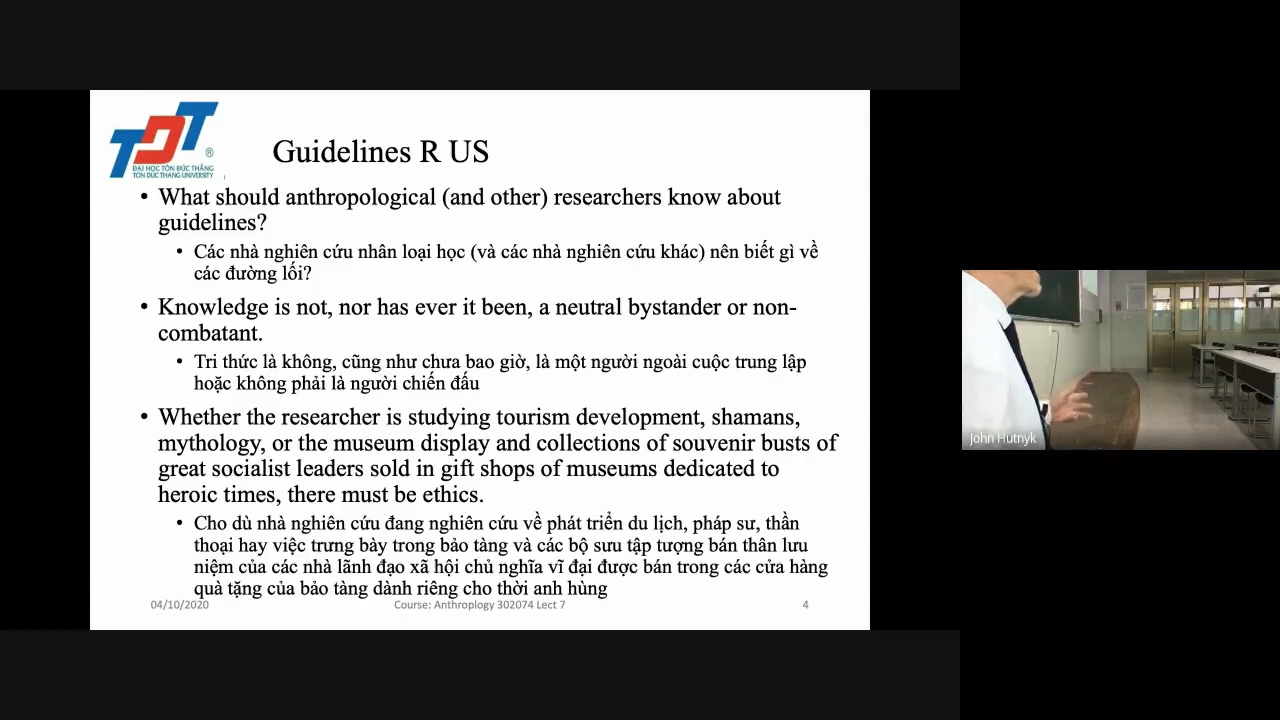 TDT
®
ĐẠI HỌC TÔN ĐỨC THẮNG
TON DUC THANG UNIVERSITY
Guidelines R US
• What should anthropological (and other) researchers know about
guidelines?
• Các nhà nghiên cứu nhân loại học (và các nhà nghiên cứu khác) nên biết gì về
các đường lối?
• Knowledge is not, nor has ever it been, a neutral bystander or non-
combatant.
• Tri thức là không, cũng như chưa bao giờ, là một người ngoài cuộc trung lập
hoặc không phải là người chiến đấu
• Whether the researcher is studying tourism development, shamans,
mythology, or the museum display and collections of souvenir busts of
great socialist leaders sold in gift shops of museums dedicated to
heroic times, there must be ethics.
• Cho dù nhà nghiên cứu đang nghiên cứu về phát triển du lịch, pháp sư, thần
thoại hay việc trưng bày trong bảo tàng và các bộ sưu tập tượng bán thân lưu
niệm của các nhà lãnh đạo xã hội chủ nghĩa vĩ đại được bán trong các cửa hàng
quà tặng của bảo tàng dành riêng cho thời anh hùng
04/10/2020 Course: Anthroplogy 302074 Lect 7 4
John Hutnyk